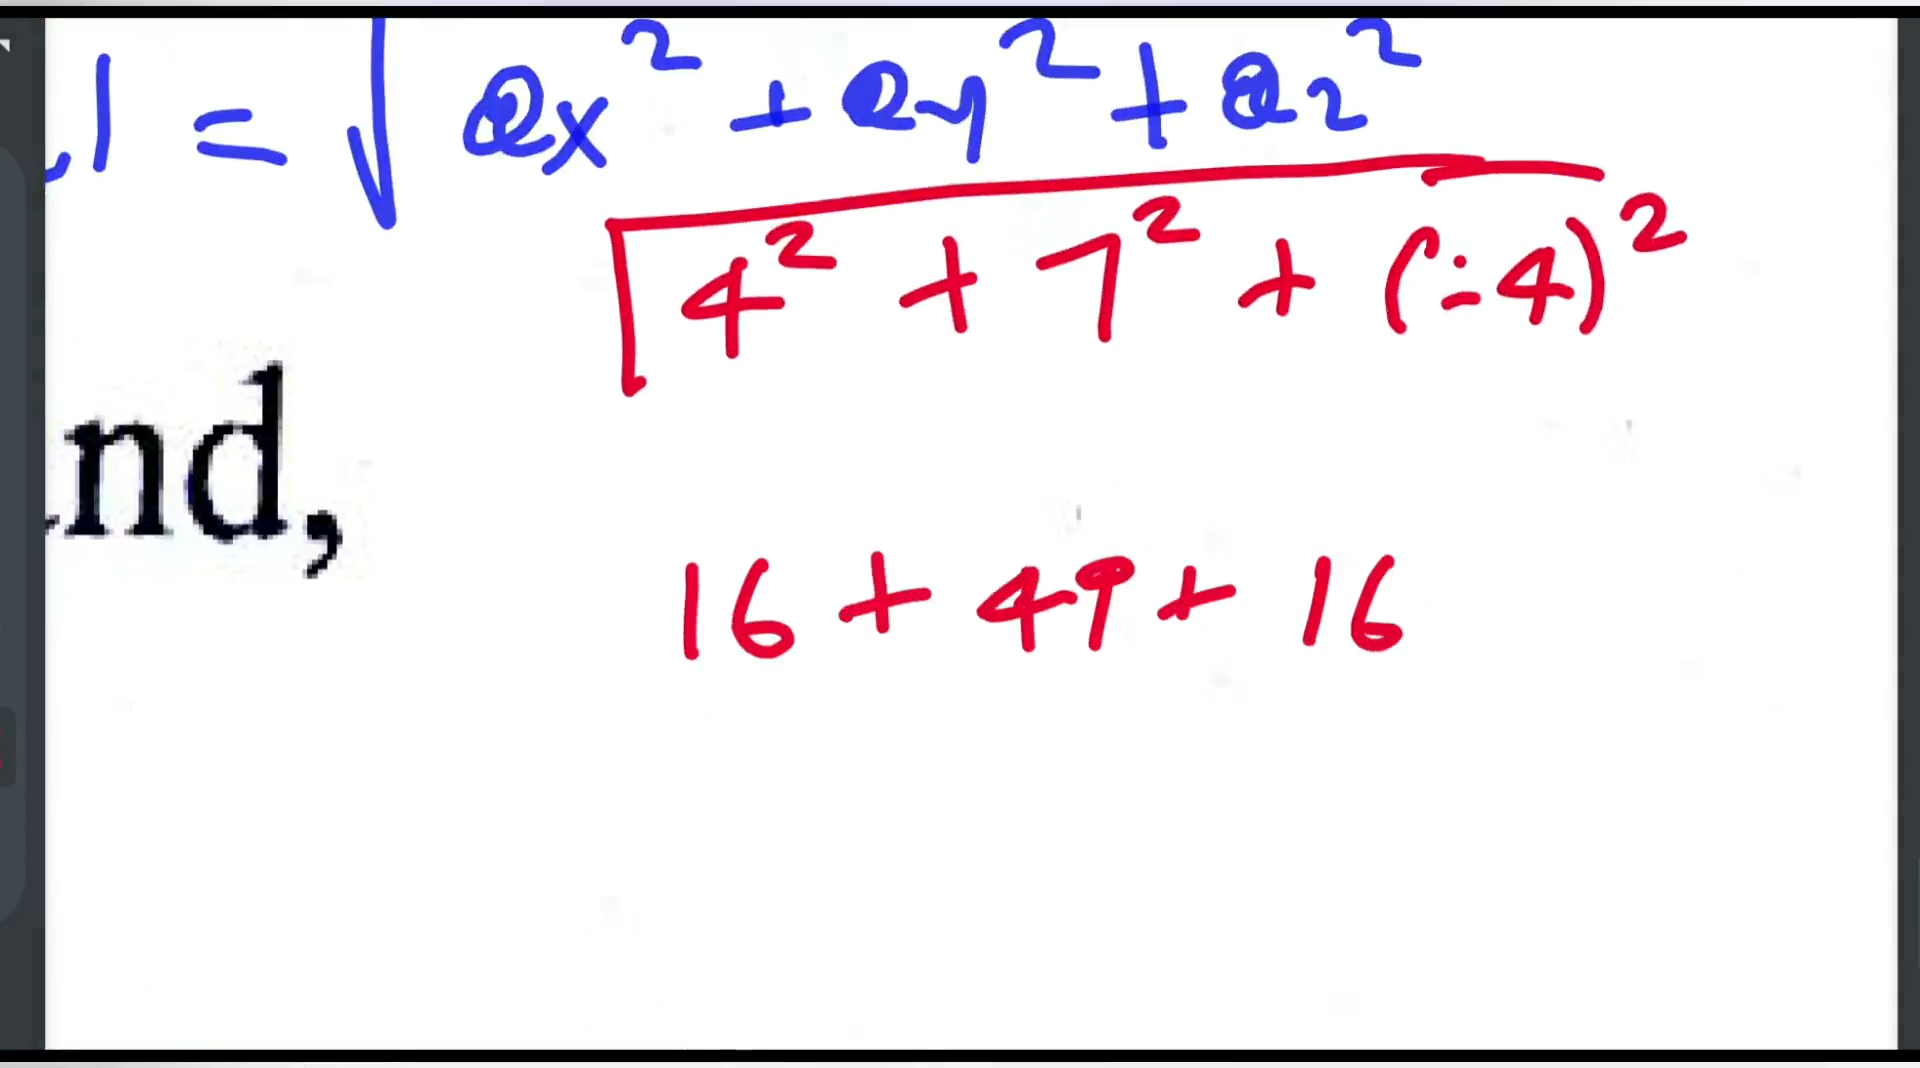 | = √ax² + ay² + az²
√4² + 7² + (-4)²
nd,
16 + 49 + 16